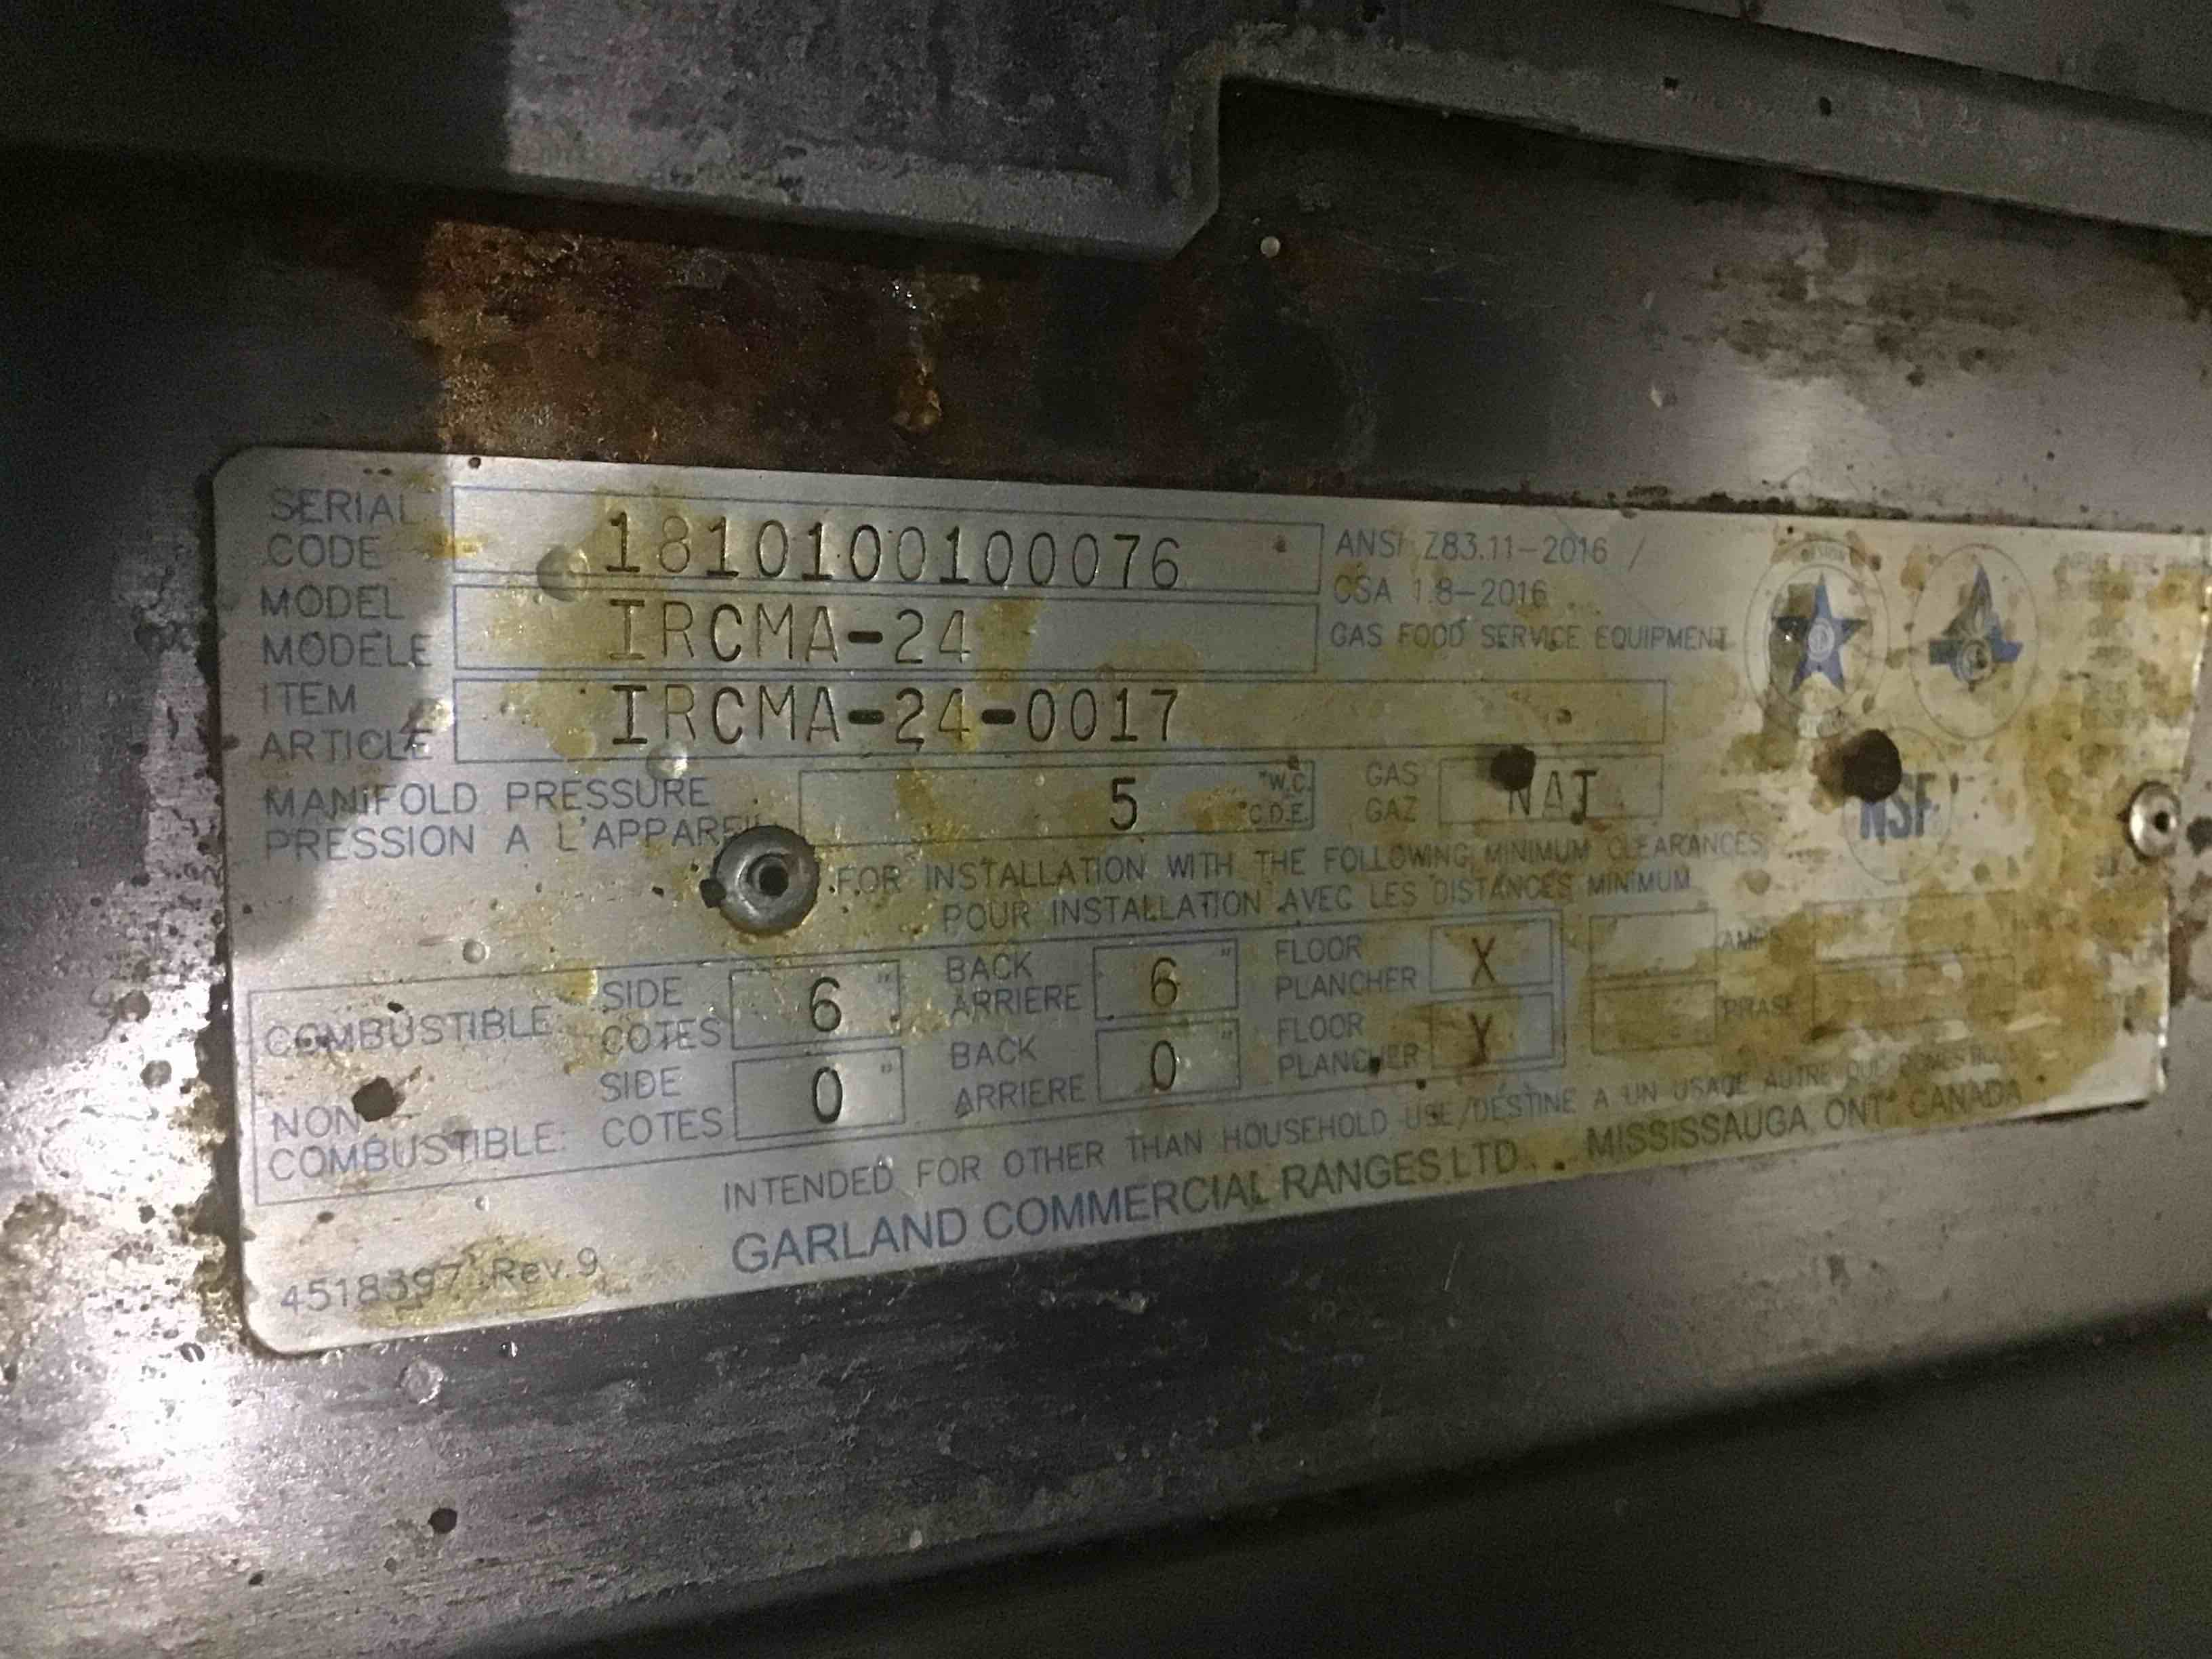 SERIAL CODE 1810100100076
ANSI Z83.11-2016 /
CSA 1.8-2016
GAS FOOD SERVICE EQUIPMENT
MODEL MODELE IRCMA-24
ITEM ARTICLE IRCMA-24-0017
MANIFOLD PRESSURE 5 "W.C.
PRESSION A L'APPAREIL "C.D.E.
GAS GAZ NAT
NSF
FOR INSTALLATION WITH THE FOLLOWING MINIMUM CLEARANCES
POUR INSTALLATION AVEC LES DISTANCES MINIMUM
COMBUSTIBLE: SIDE COTES 6 " BACK ARRIERE 6 " FLOOR PLANCHER X
AMPS
NON COMBUSTIBLE: SIDE COTES 0 " BACK ARRIERE 0 FLOOR PLANCHER
PHASE
INTENDED FOR OTHER THAN HOUSEHOLD USE/DESTINE A UN USAGE AUTRE QUE DOMESTIQUE
GARLAND COMMERCIAL RANGES LTD. MISSISSAUGA, ONT. CANADA
4518397 Rev.9